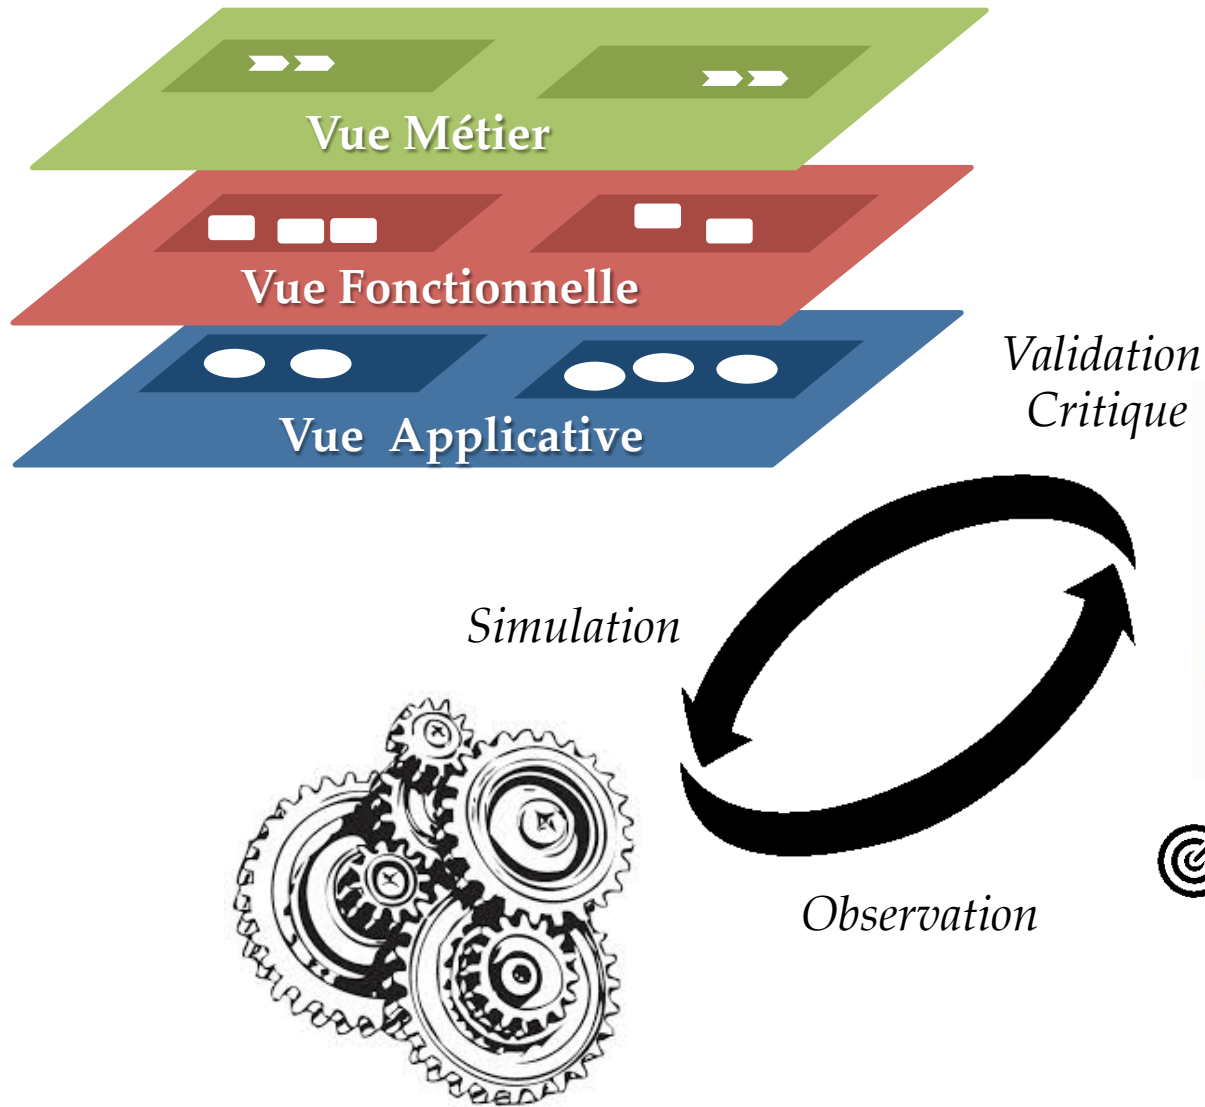 Vue Métier
Vue Fonctionnelle
Vue Applicative
Validation
Critique
Simulation
Observation